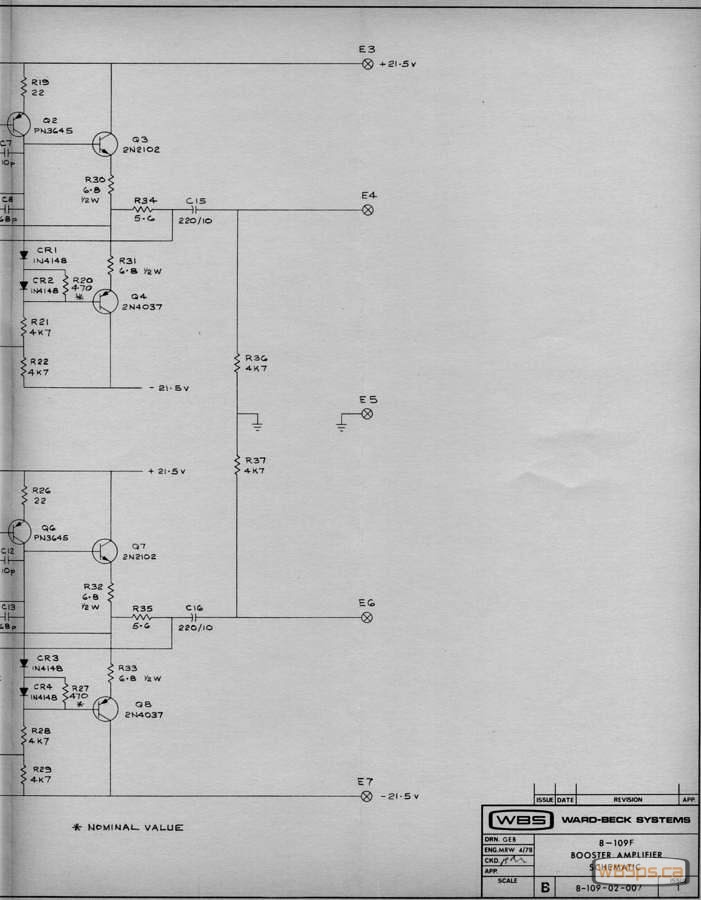 E3
+21.5V
R19
22
Q2
PN3645
C7
10p
Q3
2N2102
R30
6.8
1/2W
C8
68p
R34
5.6
C15
220/10
E4
CR1
1N4148
R31
6.8 1/2W
CR2
1N4148
R20
470
*
Q4
2N4037
R21
4K7
R22
4K7
- 21.5V
R36
4K7
E5
R37
4K7
+ 21.5V
R26
22
Q6
PN3645
C12
10p
Q7
2N2102
R32
6.8
1/2W
C13
68p
R35
5.6
C16
220/10
E6
CR3
1N4148
R33
6.8 1/2W
CR4
1N4148
R27
470
*
Q8
2N4037
R28
4K7
R29
4K7
E7
- 21.5V
* NOMINAL VALUE
ISSUE DATE REVISION APP.
WBS WARD-BECK SYSTEMS
DRN. GEB
ENG. MRW 4/78
CKD.
APP.
SCALE
8-109F
BOOSTER AMPLIFIER
SCHEMATIC
B
8-109-02-007
ISSUE
1
wbsps.ca